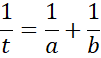 1/t = 1/a + 1/b